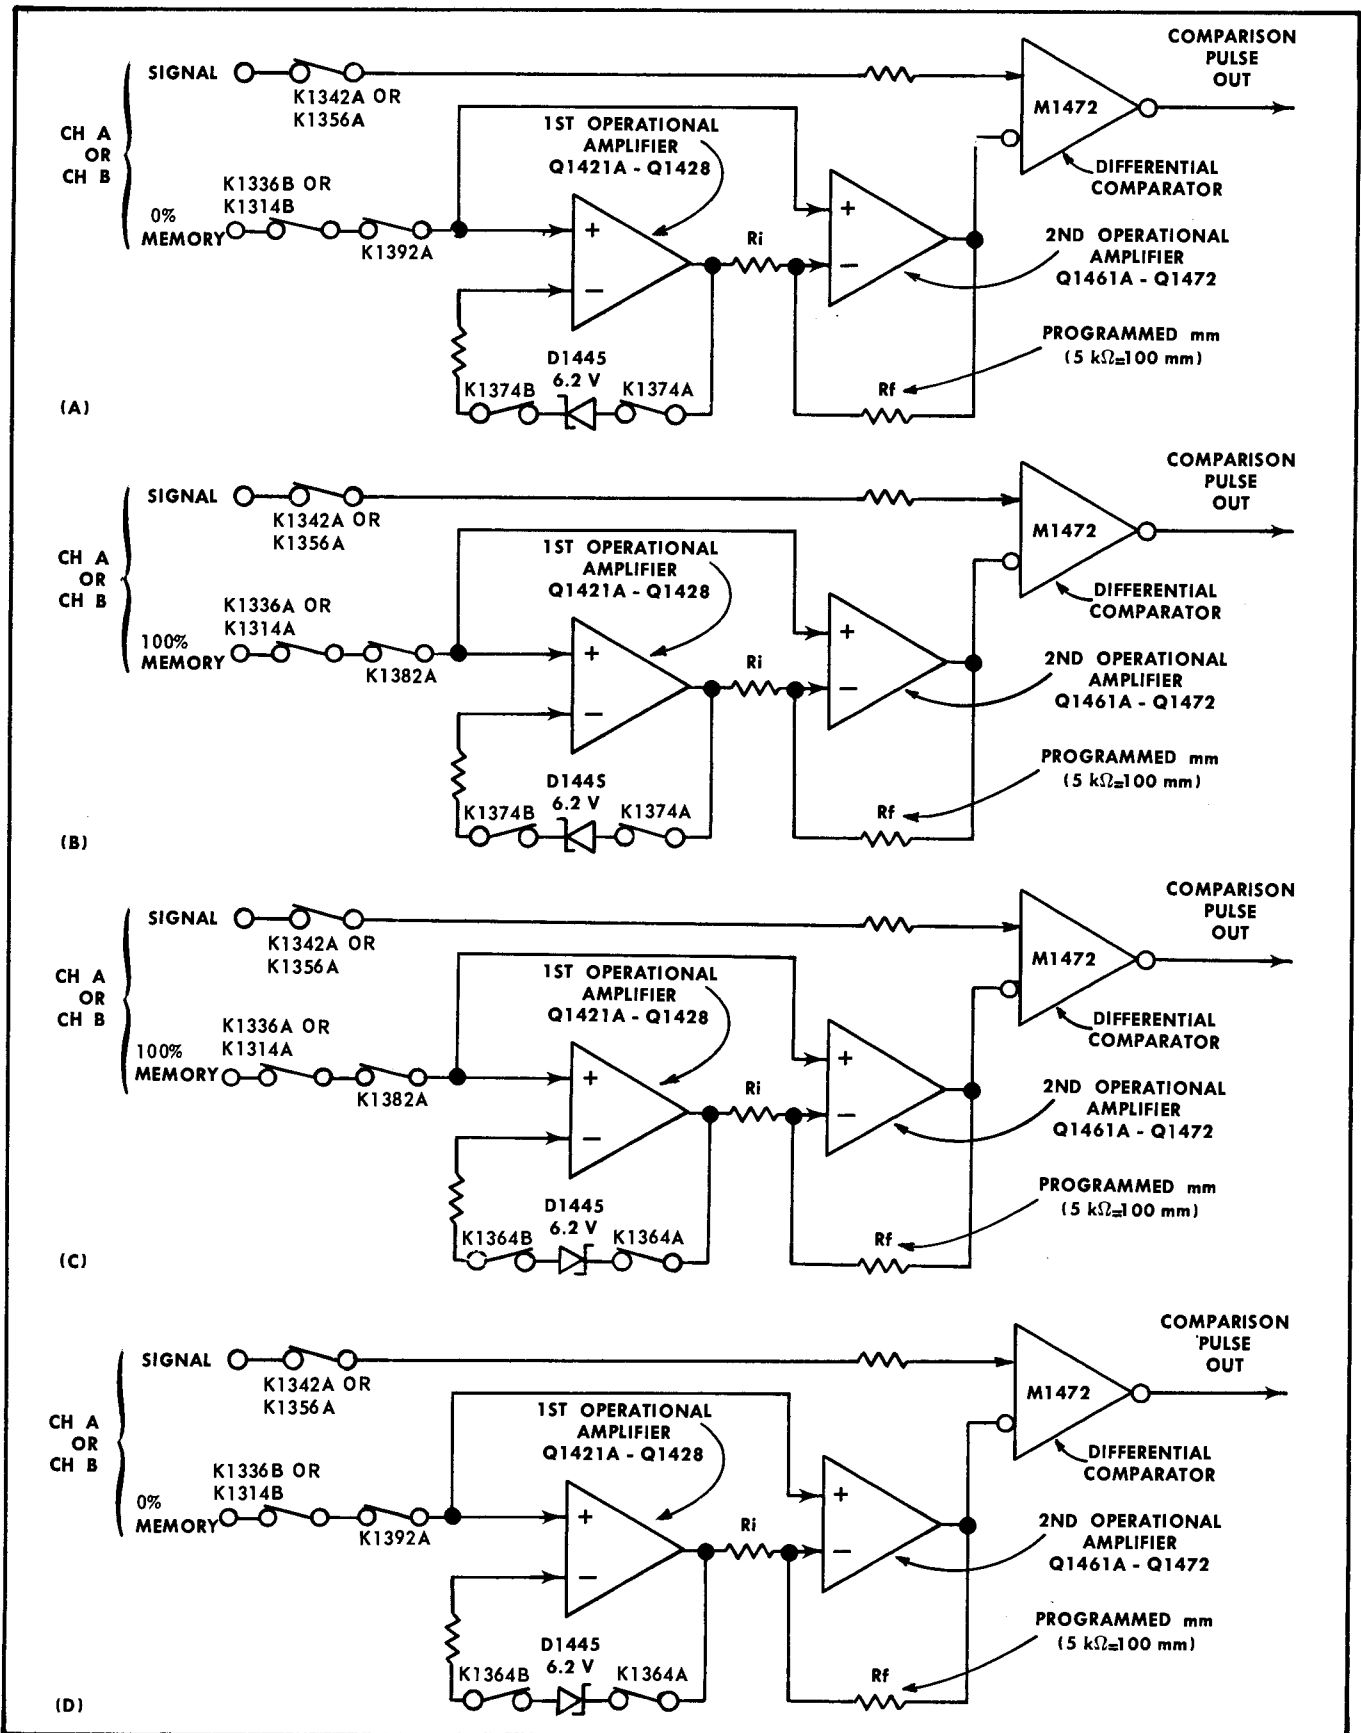 COMPARISON
PULSE
OUT
SIGNAL
K1342A OR
K1356A
M1472
1ST OPERATIONAL
AMPLIFIER
Q1421A - Q1428
CH A
OR
CH B
DIFFERENTIAL
COMPARATOR
K1336B OR
K1314B
0%
MEMORY
K1392A
+
−
Ri
+
−
2ND OPERATIONAL
AMPLIFIER
Q1461A - Q1472
D1445
6.2 V
K1374B
K1374A
PROGRAMMED mm
(5 kΩ=100 mm)
Rf
(A)
COMPARISON
PULSE
OUT
SIGNAL
K1342A OR
K1356A
M1472
1ST OPERATIONAL
AMPLIFIER
Q1421A - Q1428
CH A
OR
CH B
DIFFERENTIAL
COMPARATOR
K1336A OR
K1314A
100%
MEMORY
K1382A
+
−
Ri
+
−
2ND OPERATIONAL
AMPLIFIER
Q1461A - Q1472
D144S
6.2 V
K1374B
K1374A
PROGRAMMED mm
(5 kΩ=100 mm)
Rf
(B)
COMPARISON
PULSE
OUT
SIGNAL
K1342A OR
K1356A
M1472
1ST OPERATIONAL
AMPLIFIER
Q1421A - Q1428
CH A
OR
CH B
DIFFERENTIAL
COMPARATOR
K1336A OR
K1314A
100%
MEMORY
K1382A
+
−
Ri
+
−
2ND OPERATIONAL
AMPLIFIER
Q1461A - Q1472
D1445
6.2 V
K1364B
K1364A
PROGRAMMED mm
(5 kΩ=100 mm)
Rf
(C)
COMPARISON
PULSE
OUT
SIGNAL
K1342A OR
K1356A
M1472
1ST OPERATIONAL
AMPLIFIER
Q1421A - Q1428
CH A
OR
CH B
DIFFERENTIAL
COMPARATOR
K1336B OR
K1314B
0%
MEMORY
K1392A
+
−
Ri
+
−
2ND OPERATIONAL
AMPLIFIER
Q1461A - Q1472
D1445
6.2 V
K1364B
K1364A
PROGRAMMED mm
(5 kΩ=100 mm)
Rf
(D)